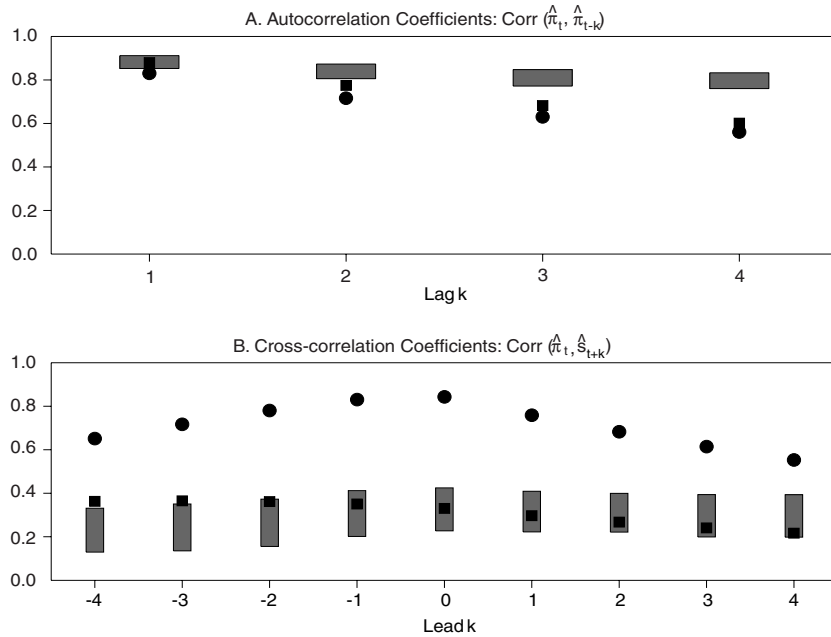 A. Autocorrelation Coefficients: Corr (π̂t, π̂t-k)
1.0
0.8
0.6
0.4
0.2
0.0
1 2 3 4
Lag k
B. Cross-correlation Coefficients: Corr (π̂t, ŝt+k)
1.0
0.8
0.6
0.4
0.2
0.0
-4 -3 -2 -1 0 1 2 3 4
Lead k